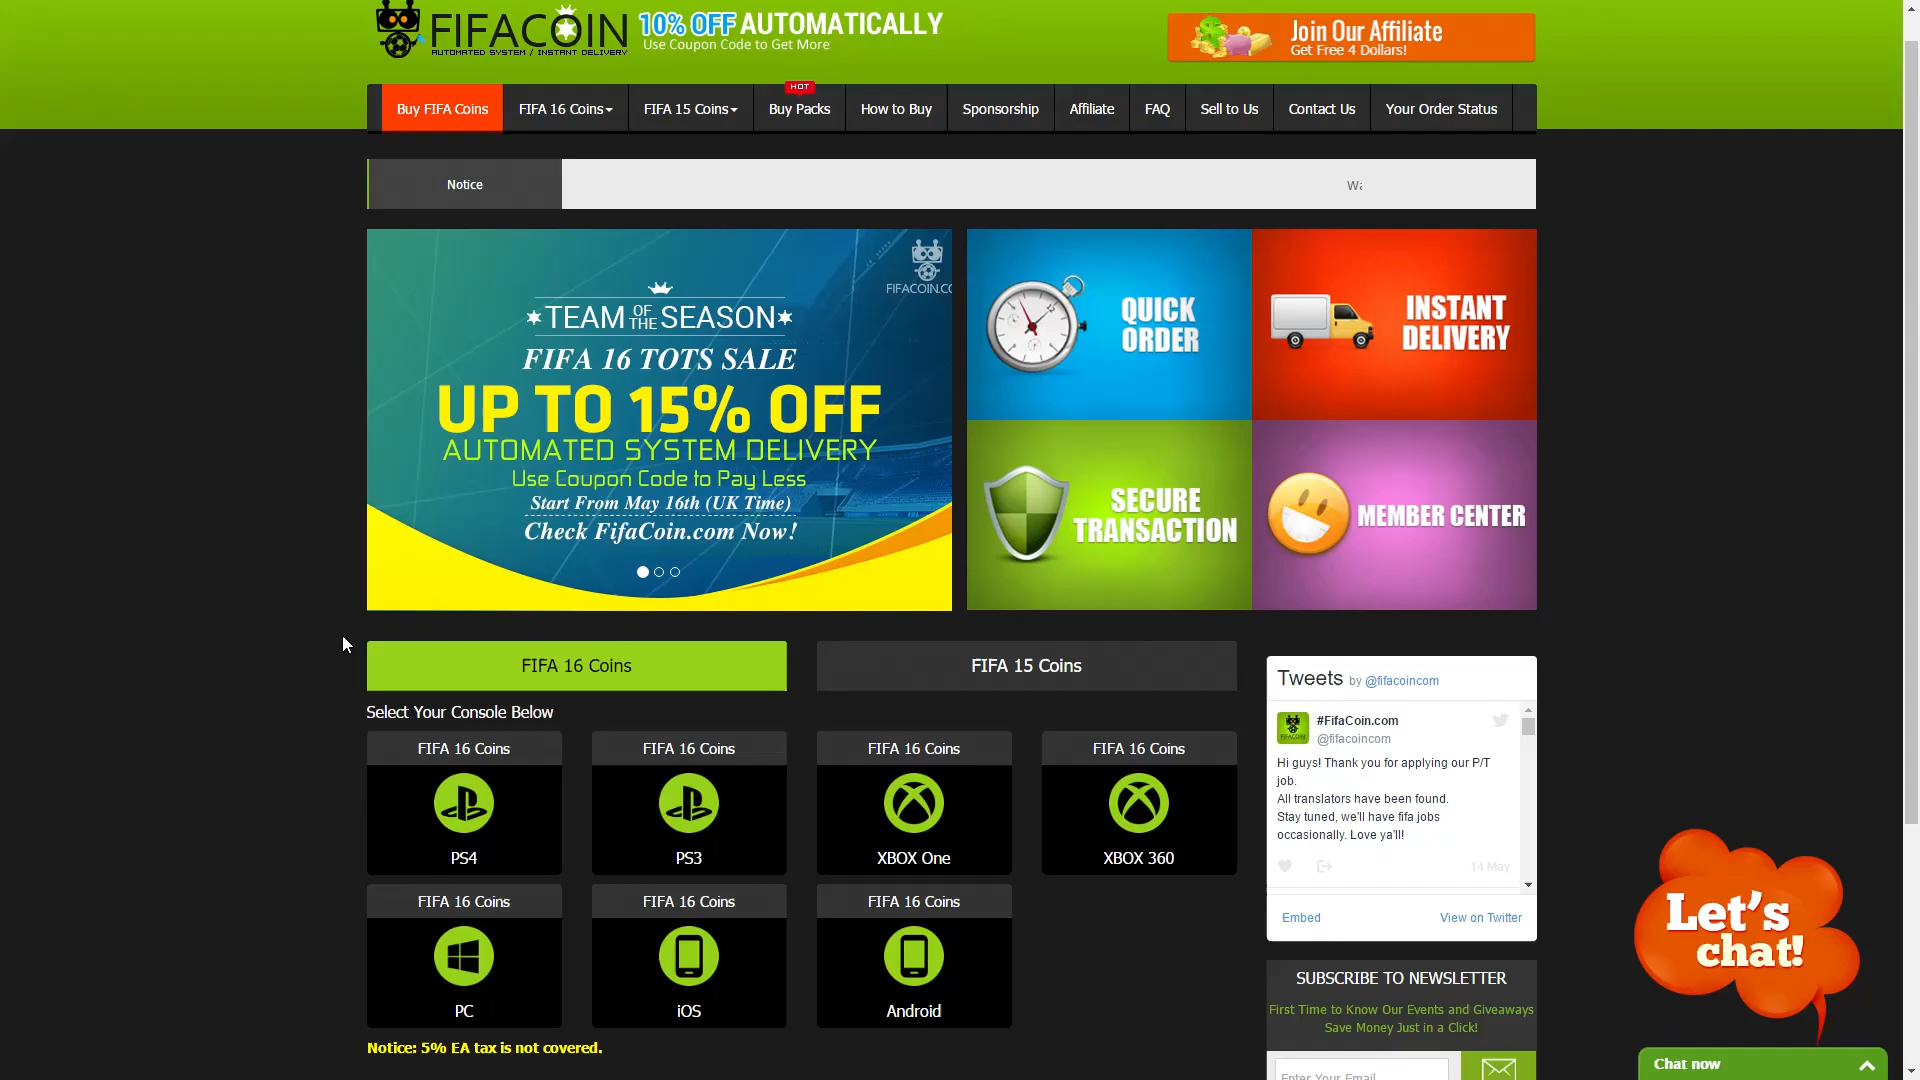 FIFACOIN
AUTOMATED SYSTEM / INSTANT DELIVERY
10% OFF AUTOMATICALLY
Use Coupon Code to Get More
Join Our Affiliate
Get Free 4 Dollars!
HOT
Buy FIFA Coins
FIFA 16 Coins
FIFA 15 Coins
Buy Packs
How to Buy
Sponsorship
Affiliate
FAQ
Sell to Us
Contact Us
Your Order Status
Notice
FIFACOIN.CO
TEAM OF THE SEASON
FIFA 16 TOTS SALE
UP TO 15% OFF
AUTOMATED SYSTEM DELIVERY
Use Coupon Code to Pay Less
Start From May 16th (UK Time)
Check FifaCoin.com Now!
QUICK
ORDER
INSTANT
DELIVERY
SECURE
TRANSACTION
MEMBER CENTER
FIFA 16 Coins
FIFA 15 Coins
Select Your Console Below
FIFA 16 Coins
PS4
FIFA 16 Coins
PS3
FIFA 16 Coins
XBOX One
FIFA 16 Coins
XBOX 360
FIFA 16 Coins
PC
FIFA 16 Coins
iOS
FIFA 16 Coins
Android
Notice: 5% EA tax is not covered.
Tweets by @fifacoincom
#FifaCoin.com
@fifacoincom
Hi guys! Thank you for applying our P/T
job.
All translators have been found.
Stay tuned, we'll have fifa jobs
occasionally. Love ya'll!
14 May
Embed
View on Twitter
SUBSCRIBE TO NEWSLETTER
First Time to Know Our Events and Giveaways
Save Money Just in a Click!
Enter Your Email
Let's
chat!
Chat now